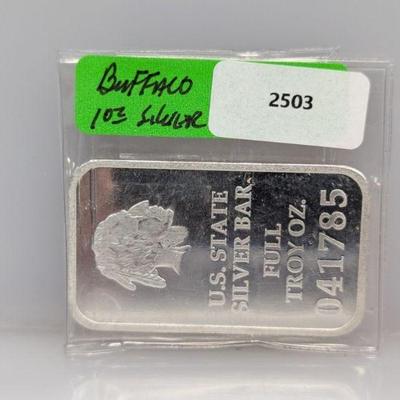 BUFFALO
1oz SILVER
2503
U.S. STATE
SILVER BAR.
FULL
TROY OZ.
041785